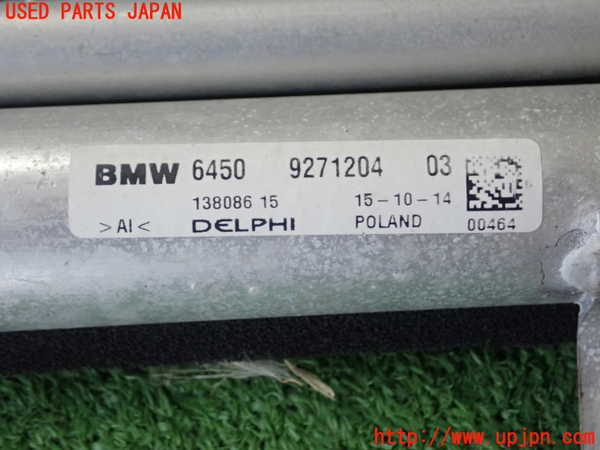 USED PARTS JAPAN
BMW 6450 9271204 03
138086 15 15-10-14
>Al< DELPHI POLAND 00464
http://www.upjpn.com/